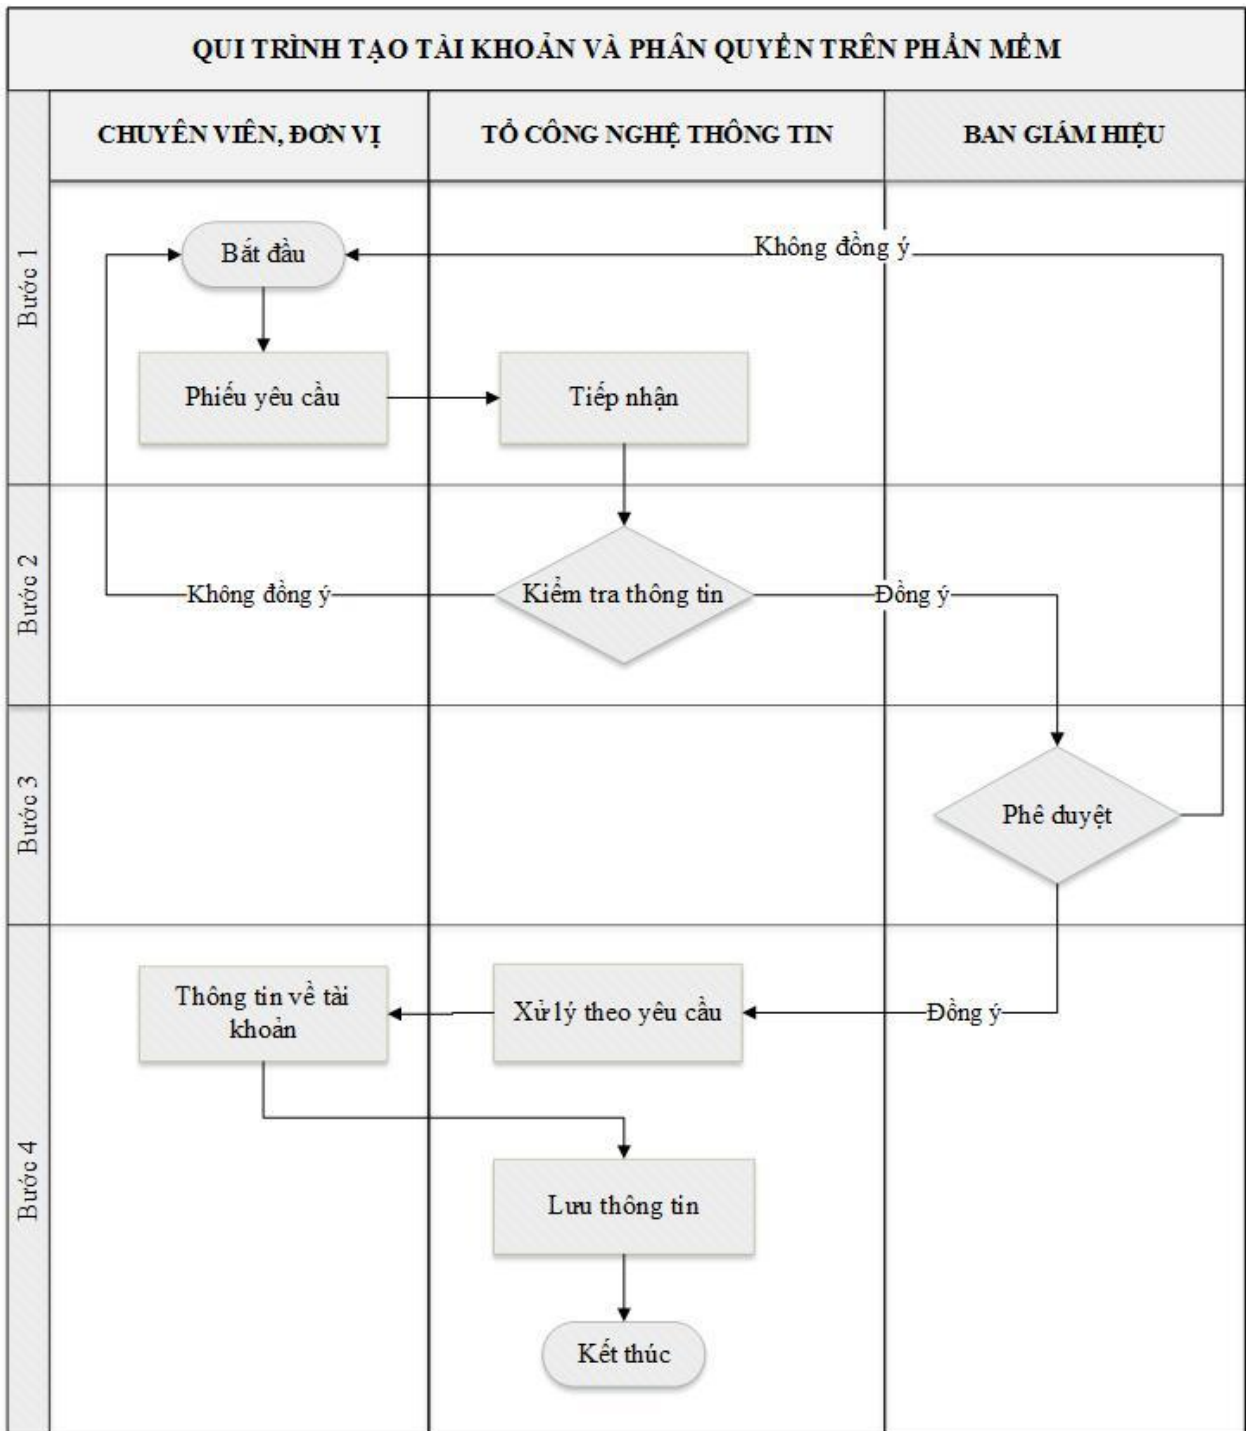 QUI TRÌNH TẠO TÀI KHOẢN VÀ PHÂN QUYỀN TRÊN PHẦN MỀM
CHUYÊN VIÊN, ĐƠN VỊ
TỔ CÔNG NGHỆ THÔNG TIN
BAN GIÁM HIỆU
Bước 1
Bắt đầu
Không đồng ý
Phiếu yêu cầu
Tiếp nhận
Bước 2
Không đồng ý
Kiểm tra thông tin
Đồng ý
Bước 3
Phê duyệt
Bước 4
Thông tin về tài
khoản
Xử lý theo yêu cầu
Đồng ý
Lưu thông tin
Kết thúc